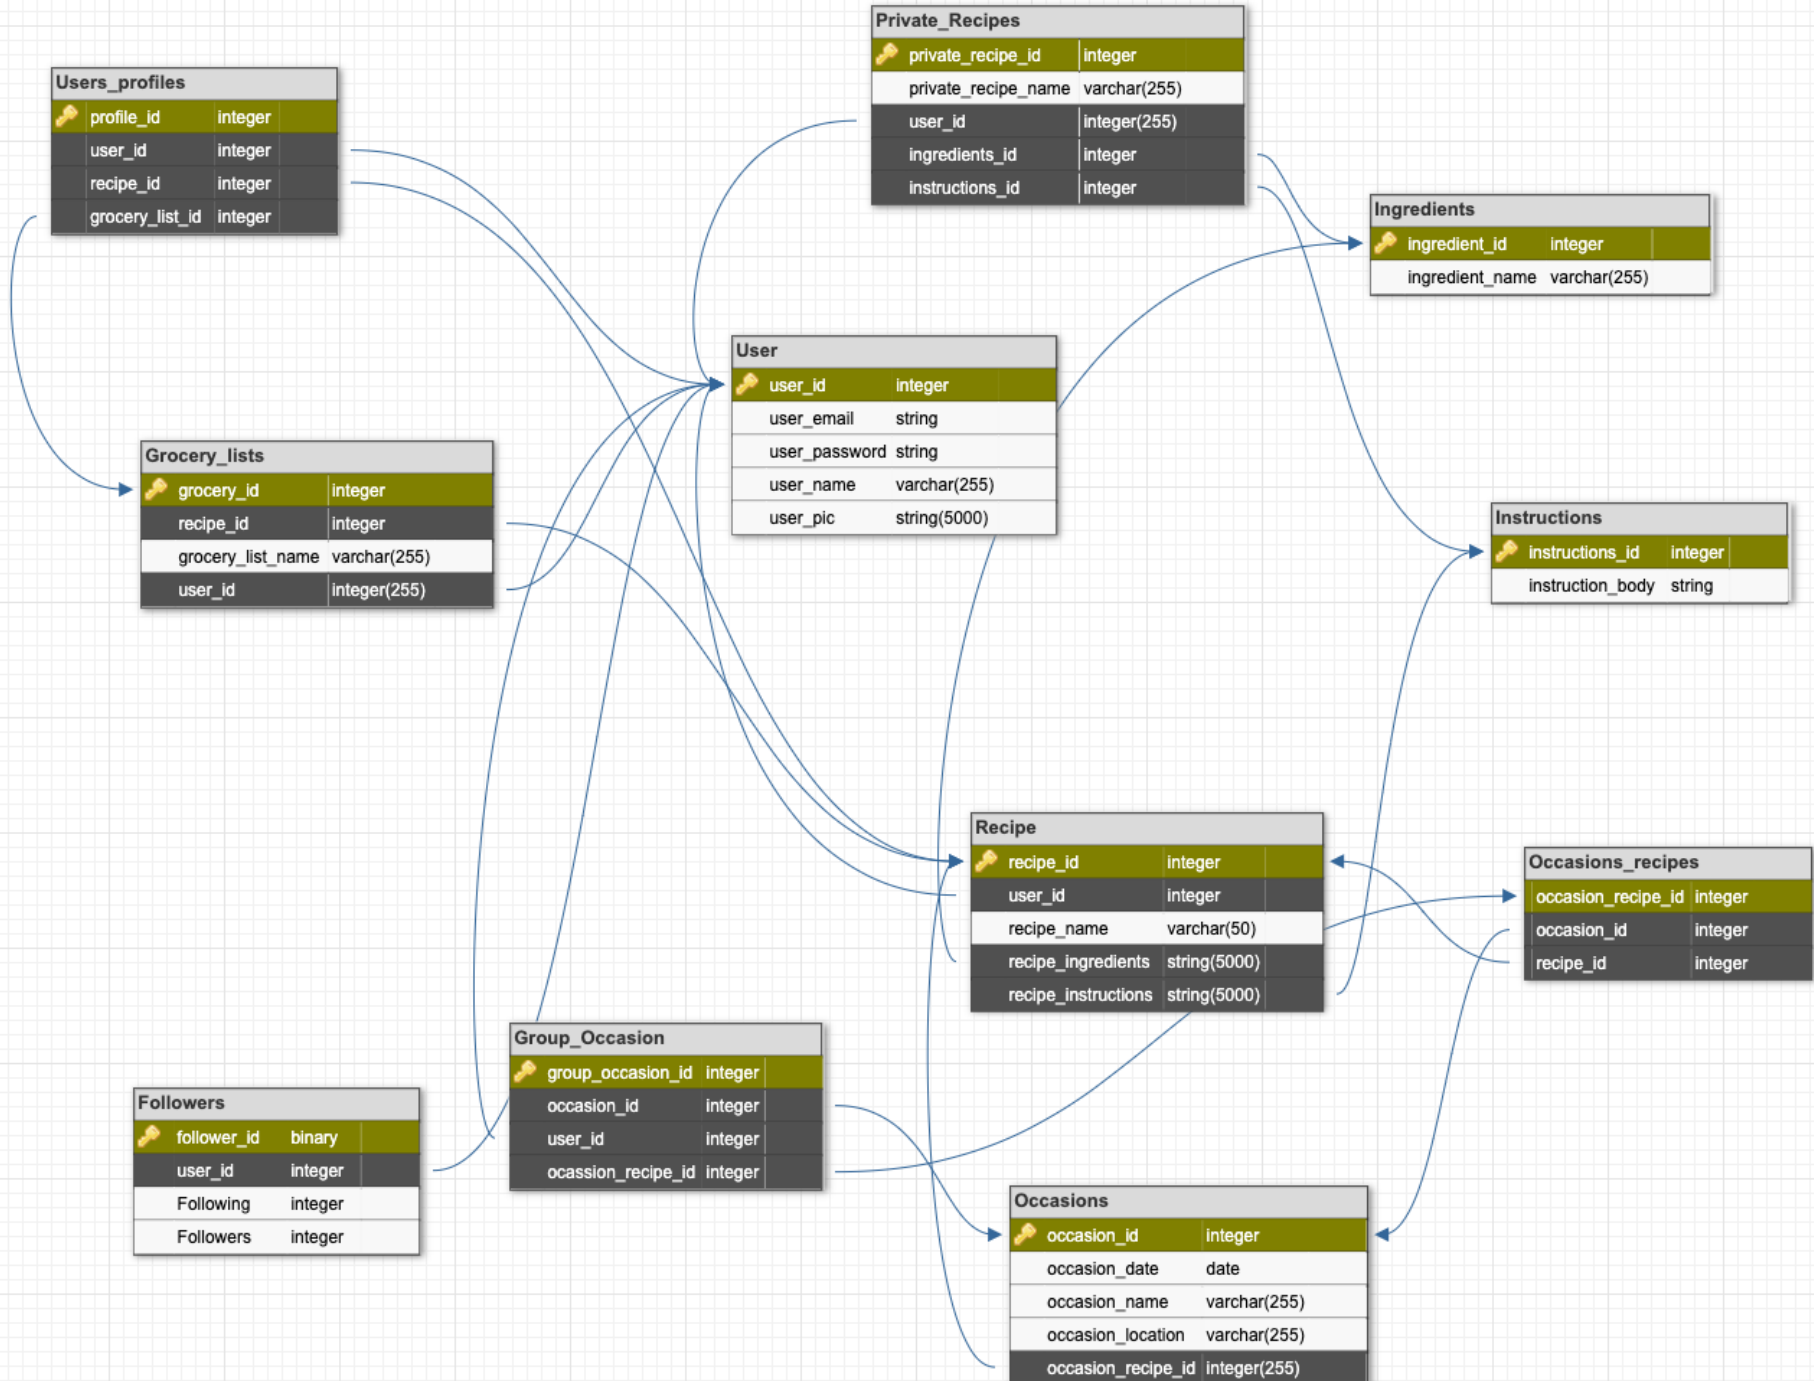 Private_Recipes
private_recipe_id integer
private_recipe_name varchar(255)
user_id integer(255)
ingredients_id integer
instructions_id integer
Users_profiles
profile_id integer
user_id integer
recipe_id integer
grocery_list_id integer
Ingredients
ingredient_id integer
ingredient_name varchar(255)
User
user_id integer
user_email string
user_password string
user_name varchar(255)
user_pic string(5000)
Grocery_lists
grocery_id integer
recipe_id integer
grocery_list_name varchar(255)
user_id integer(255)
Instructions
instructions_id integer
instruction_body string
Recipe
recipe_id integer
user_id integer
recipe_name varchar(50)
recipe_ingredients string(5000)
recipe_instructions string(5000)
Occasions_recipes
occasion_recipe_id integer
occasion_id integer
recipe_id integer
Group_Occasion
group_occasion_id integer
occasion_id integer
user_id integer
ocassion_recipe_id integer
Followers
follower_id binary
user_id integer
Following integer
Followers integer
Occasions
occasion_id integer
occasion_date date
occasion_name varchar(255)
occasion_location varchar(255)
occasion_recipe_id integer(255)